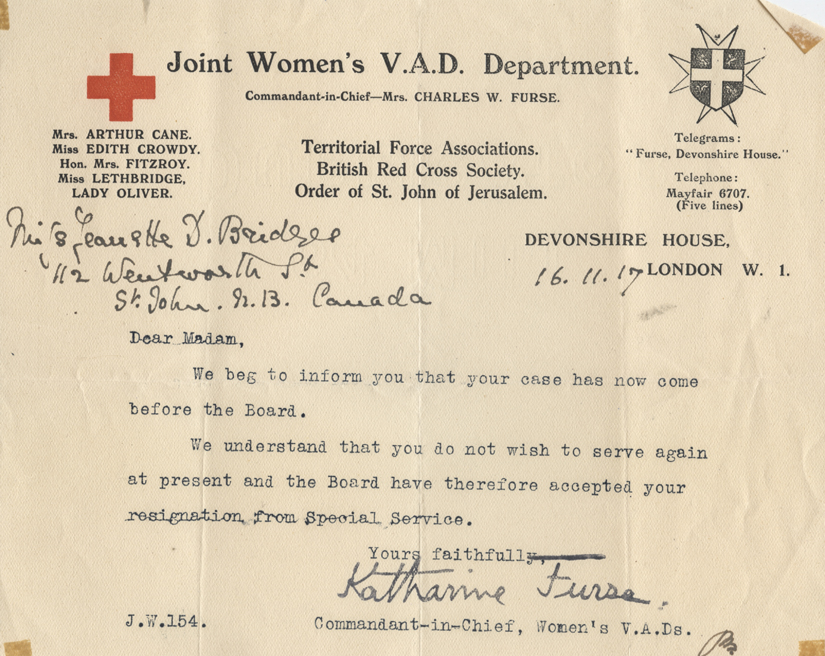 Joint Women's V.A.D. Department.
Commandant-in-Chief—Mrs. CHARLES W. FURSE.
Mrs. ARTHUR CANE.
Miss EDITH CROWDY.
Hon. Mrs. FITZROY.
Miss LETHBRIDGE,
LADY OLIVER.
Territorial Force Associations.
British Red Cross Society.
Order of St. John of Jerusalem.
Telegrams:
"Furse, Devonshire House."
Telephone:
Mayfair 6707.
(Five lines)
Miss Jeanette D. Bridges
112 Wentworth St
St. John. N.B. Canada
DEVONSHIRE HOUSE,
16.11.17 LONDON W. 1.
Dear Madam,
We beg to inform you that your case has now come
before the Board.
We understand that you do not wish to serve again
at present and the Board have therefore accepted your
resignation from Special Service.
Yours faithfully,
Katharine Furse.
J.W.154.
Commandant-in-Chief, Women's V.A.Ds.